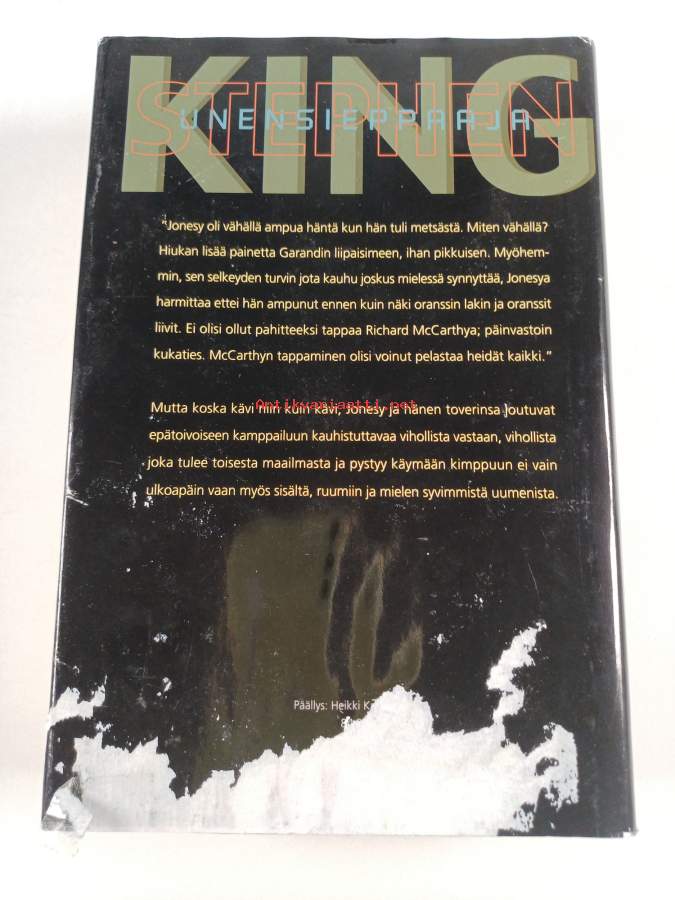 KING
STEPHEN
UNENSIEPPAAJA
"Jonesy oli vähällä ampua häntä kun hän tuli metsästä. Miten vähällä?
Hiukan lisää painetta Garandin liipaisimeen, ihan pikkuisen. Myöhem-
min, sen selkeyden turvin jota kauhu joskus mielessä synnyttää, Jonesya
harmittaa ettei hän ampunut ennen kuin näki oranssin lakin ja oranssit
liivit. Ei olisi ollut pahitteeksi tappaa Richard McCarthya; päinvastoin
kukaties. McCarthyn tappaminen olisi voinut pelastaa heidät kaikki."
Antikvariaatti.net
Mutta koska kävi niin kuin kävi, Jonesy ja hänen toverinsa joutuvat
epätoivoiseen kamppailuun kauhistuttavaa vihollista vastaan, vihollista
joka tulee toisesta maailmasta ja pystyy käymään kimppuun ei vain
ulkoapäin vaan myös sisältä, ruumiin ja mielen syvimmistä uumenista.
Päällys: Heikki